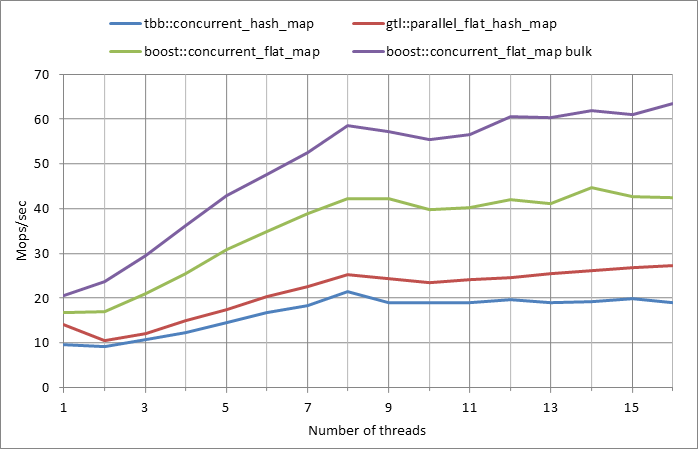 tbb::concurrent_hash_map gtl::parallel_flat_hash_map
boost::concurrent_flat_map boost::concurrent_flat_map bulk
70
60
50
40
30
20
10
0
Mops/sec
1 3 5 7 9 11 13 15
Number of threads